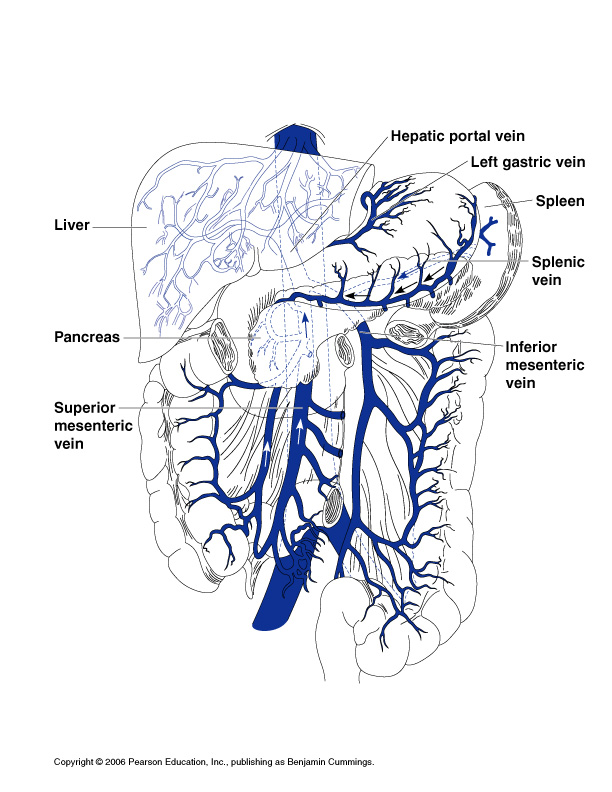 Hepatic portal vein
Left gastric vein
Spleen
Liver
Splenic
vein
Pancreas
Inferior
mesenteric
vein
Superior
mesenteric
vein
Copyright © 2006 Pearson Education, Inc., publishing as Benjamin Cummings.